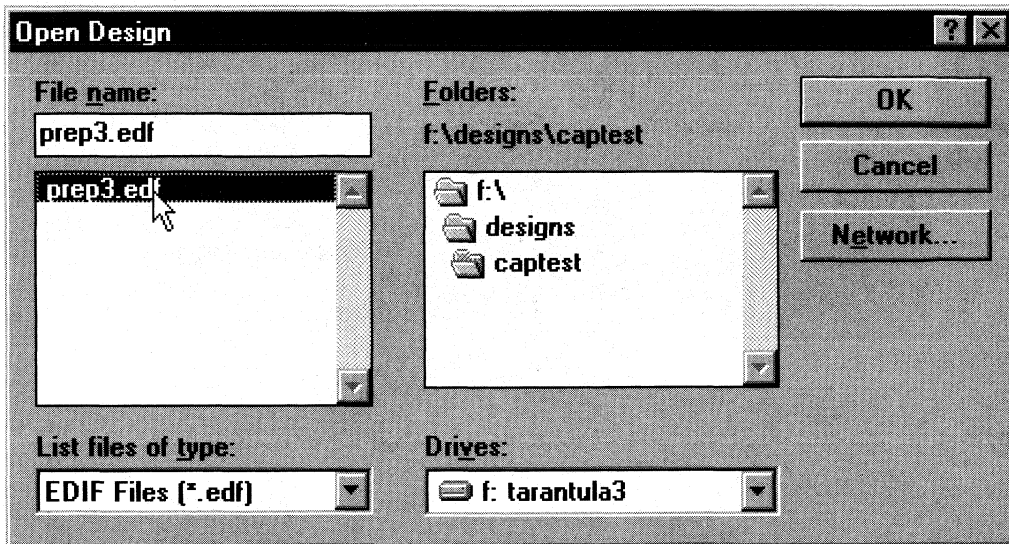 Open Design
File name:
prep3.edf
prep3.edf
List files of type:
EDIF Files (*.edf)
Folders:
f:\designs\captest
f:\
designs
captest
Drives:
f: tarantula3
OK
Cancel
Network...